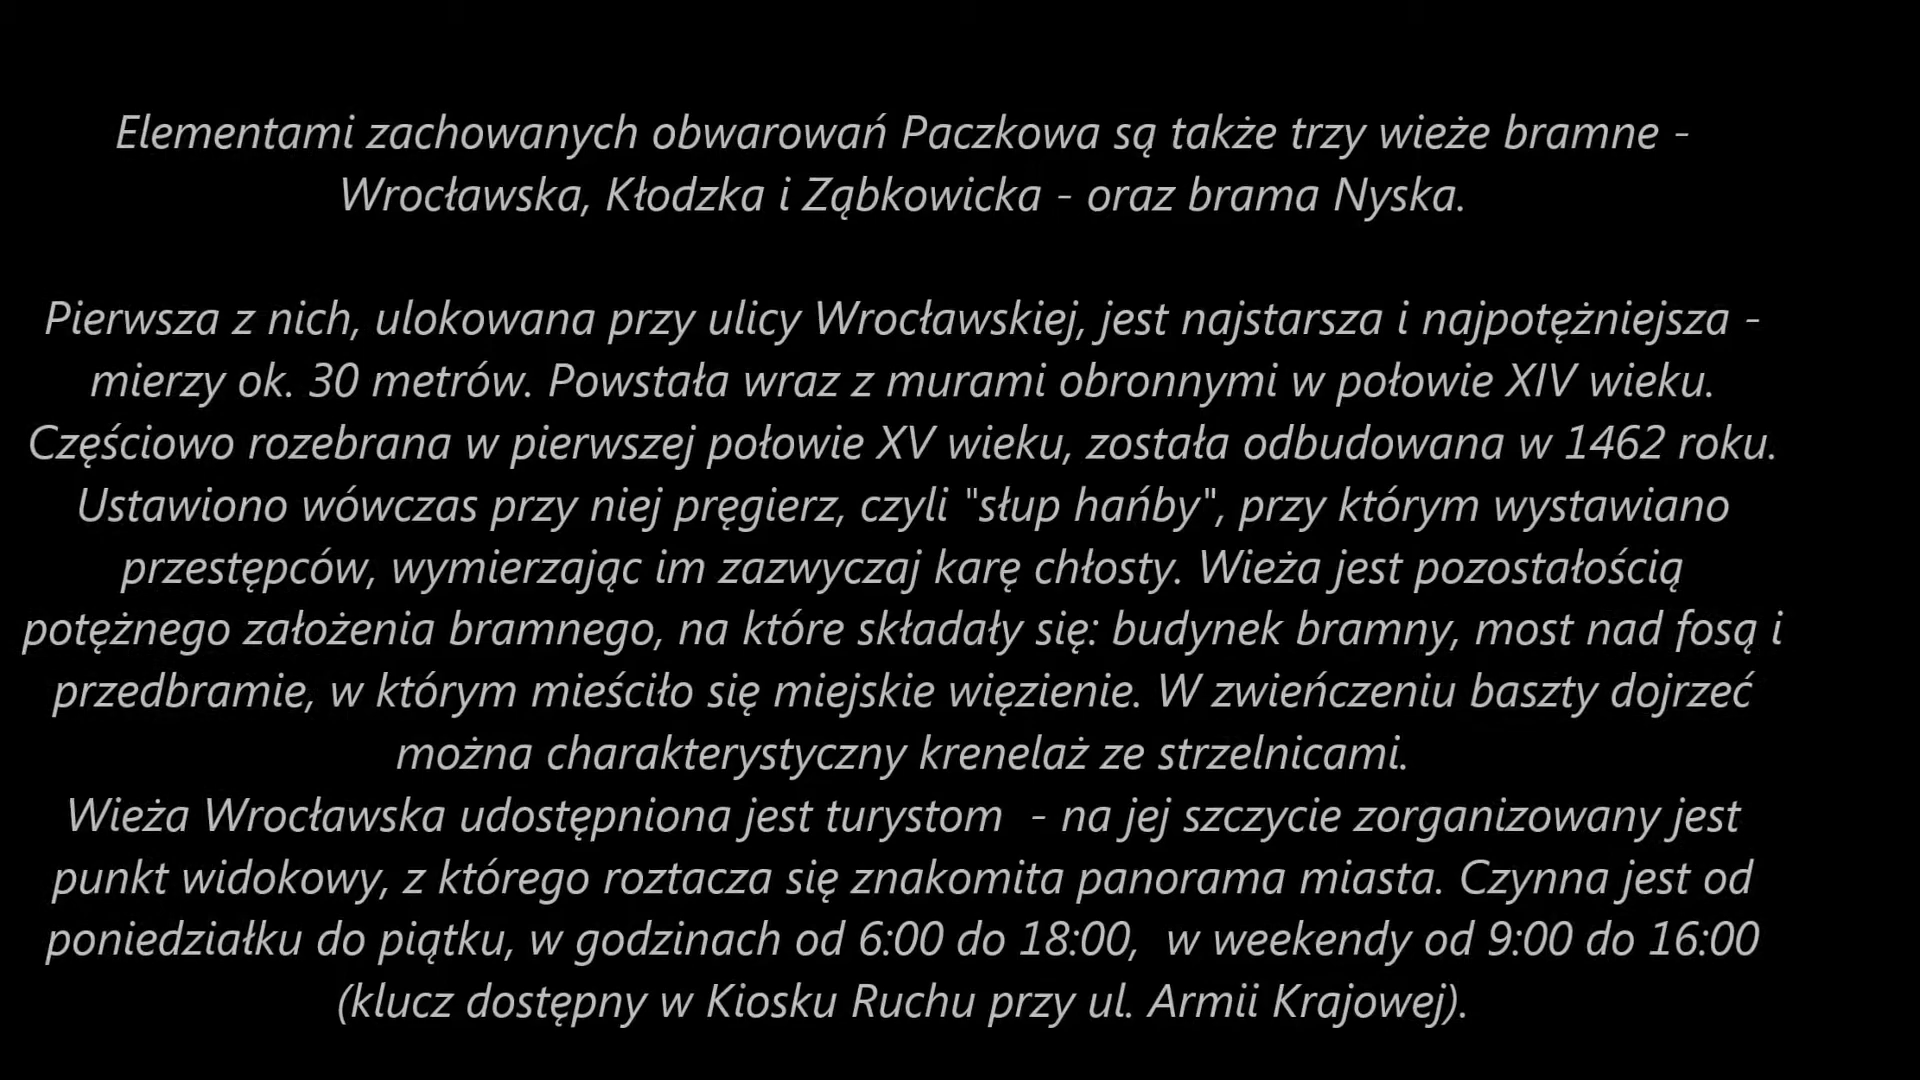 Elementami zachowanych obwarowań Paczkowa są także trzy wieże bramne -
Wrocławska, Kłodzka i Ząbkowicka - oraz brama Nyska.
Pierwsza z nich, ulokowana przy ulicy Wrocławskiej, jest najstarsza i najpotężniejsza -
mierzy ok. 30 metrów. Powstała wraz z murami obronnymi w połowie XIV wieku.
Częściowo rozebrana w pierwszej połowie XV wieku, została odbudowana w 1462 roku.
Ustawiono wówczas przy niej pręgierz, czyli "słup hańby", przy którym wystawiano
przestępców, wymierzając im zazwyczaj karę chłosty. Wieża jest pozostałością
potężnego założenia bramnego, na które składały się: budynek bramny, most nad fosą i
przedbramie, w którym mieściło się miejskie więzienie. W zwieńczeniu baszty dojrzeć
można charakterystyczny krenelaż ze strzelnicami.
Wieża Wrocławska udostępniona jest turystom  - na jej szczycie zorganizowany jest
punkt widokowy, z którego roztacza się znakomita panorama miasta. Czynna jest od
poniedziałku do piątku, w godzinach od 6:00 do 18:00,  w weekendy od 9:00 do 16:00
(klucz dostępny w Kiosku Ruchu przy ul. Armii Krajowej).